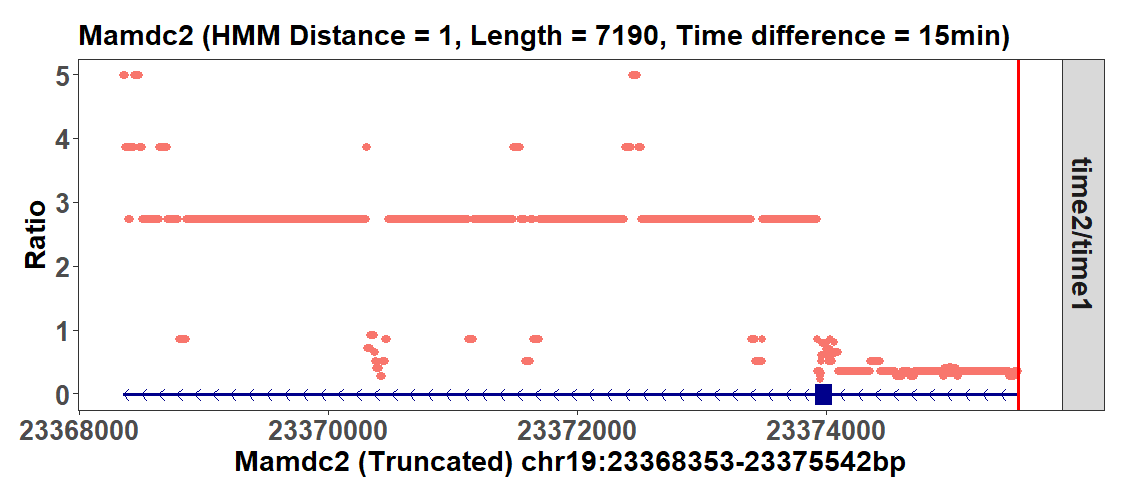 Mamdc2 (HMM Distance = 1, Length = 7190, Time difference = 15min)
5
4
3
2
1
0
Ratio
time2/time1
23368000 23370000 23372000 23374000
Mamdc2 (Truncated) chr19:23368353-23375542bp